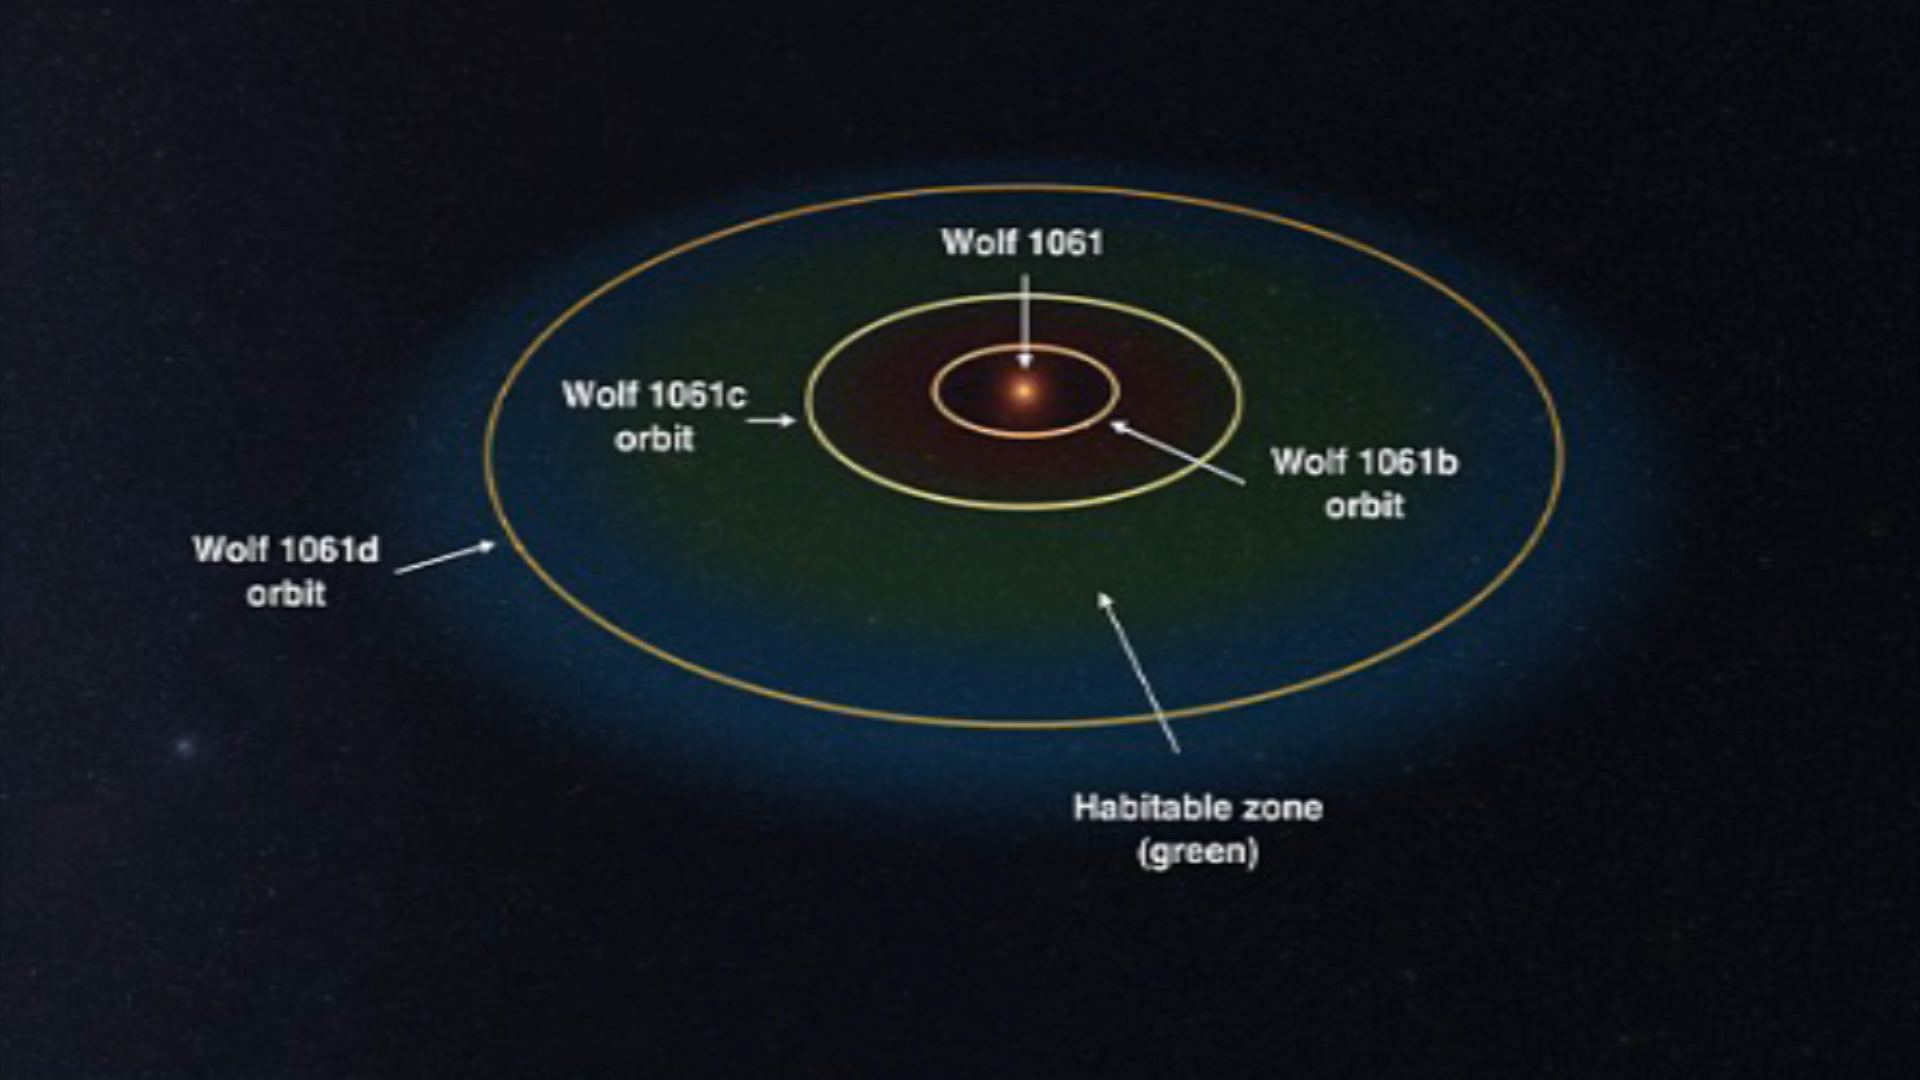 Wolf 1061
Wolf 1061c
orbit
Wolf 1061b
orbit
Wolf 1061d
orbit
Habitable zone
(green)